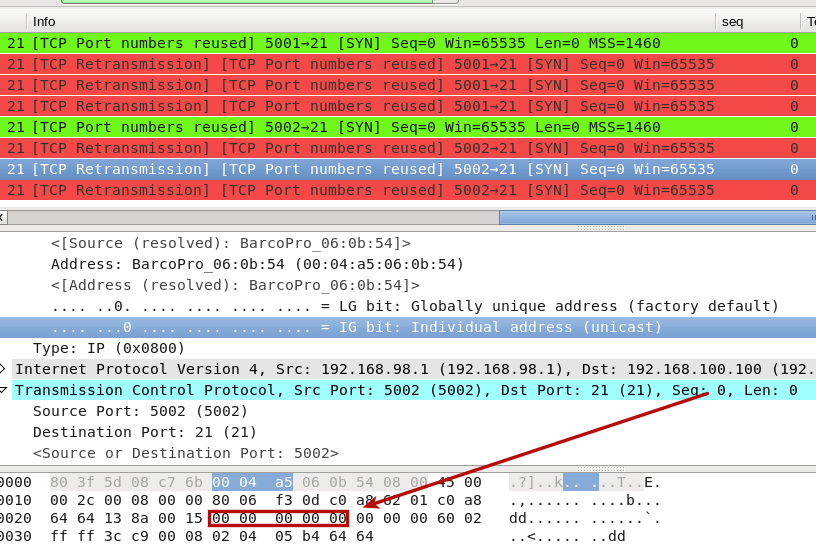 Info seq T
21 [TCP Port numbers reused] 5001→21 [SYN] Seq=0 Win=65535 Len=0 MSS=1460 0
21 [TCP Retransmission] [TCP Port numbers reused] 5001→21 [SYN] Seq=0 Win=65535 0
21 [TCP Retransmission] [TCP Port numbers reused] 5001→21 [SYN] Seq=0 Win=65535 0
21 [TCP Retransmission] [TCP Port numbers reused] 5001→21 [SYN] Seq=0 Win=65535 0
21 [TCP Port numbers reused] 5002→21 [SYN] Seq=0 Win=65535 Len=0 MSS=1460 0
21 [TCP Retransmission] [TCP Port numbers reused] 5002→21 [SYN] Seq=0 Win=65535 0
21 [TCP Retransmission] [TCP Port numbers reused] 5002→21 [SYN] Seq=0 Win=65535 0
21 [TCP Retransmission] [TCP Port numbers reused] 5002→21 [SYN] Seq=0 Win=65535 0
<[Source (resolved): BarcoPro_06:0b:54]>
Address: BarcoPro_06:0b:54 (00:04:a5:06:0b:54)
<[Address (resolved): BarcoPro_06:0b:54]>
.... ..0. .... .... .... .... = LG bit: Globally unique address (factory default)
.... ...0 .... .... .... .... = IG bit: Individual address (unicast)
Type: IP (0x0800)
Internet Protocol Version 4, Src: 192.168.98.1 (192.168.98.1), Dst: 192.168.100.100 (192.
Transmission Control Protocol, Src Port: 5002 (5002), Dst Port: 21 (21), Seq: 0, Len: 0
Source Port: 5002 (5002)
Destination Port: 21 (21)
<Source or Destination Port: 5002>
0000 80 3f 5d 08 c7 6b 00 04 a5 06 0b 54 08 00 45 00 .?]..k.. ...T..E.
0010 00 2c 00 08 00 00 80 06 f3 0d c0 a8 62 01 c0 a8 .,...... ....b...
0020 64 64 13 8a 00 15 00 00 00 00 00 00 00 00 60 02 dd...... ......`.
0030 ff ff 3c c9 00 08 02 04 05 b4 64 64 ..<..... ..dd